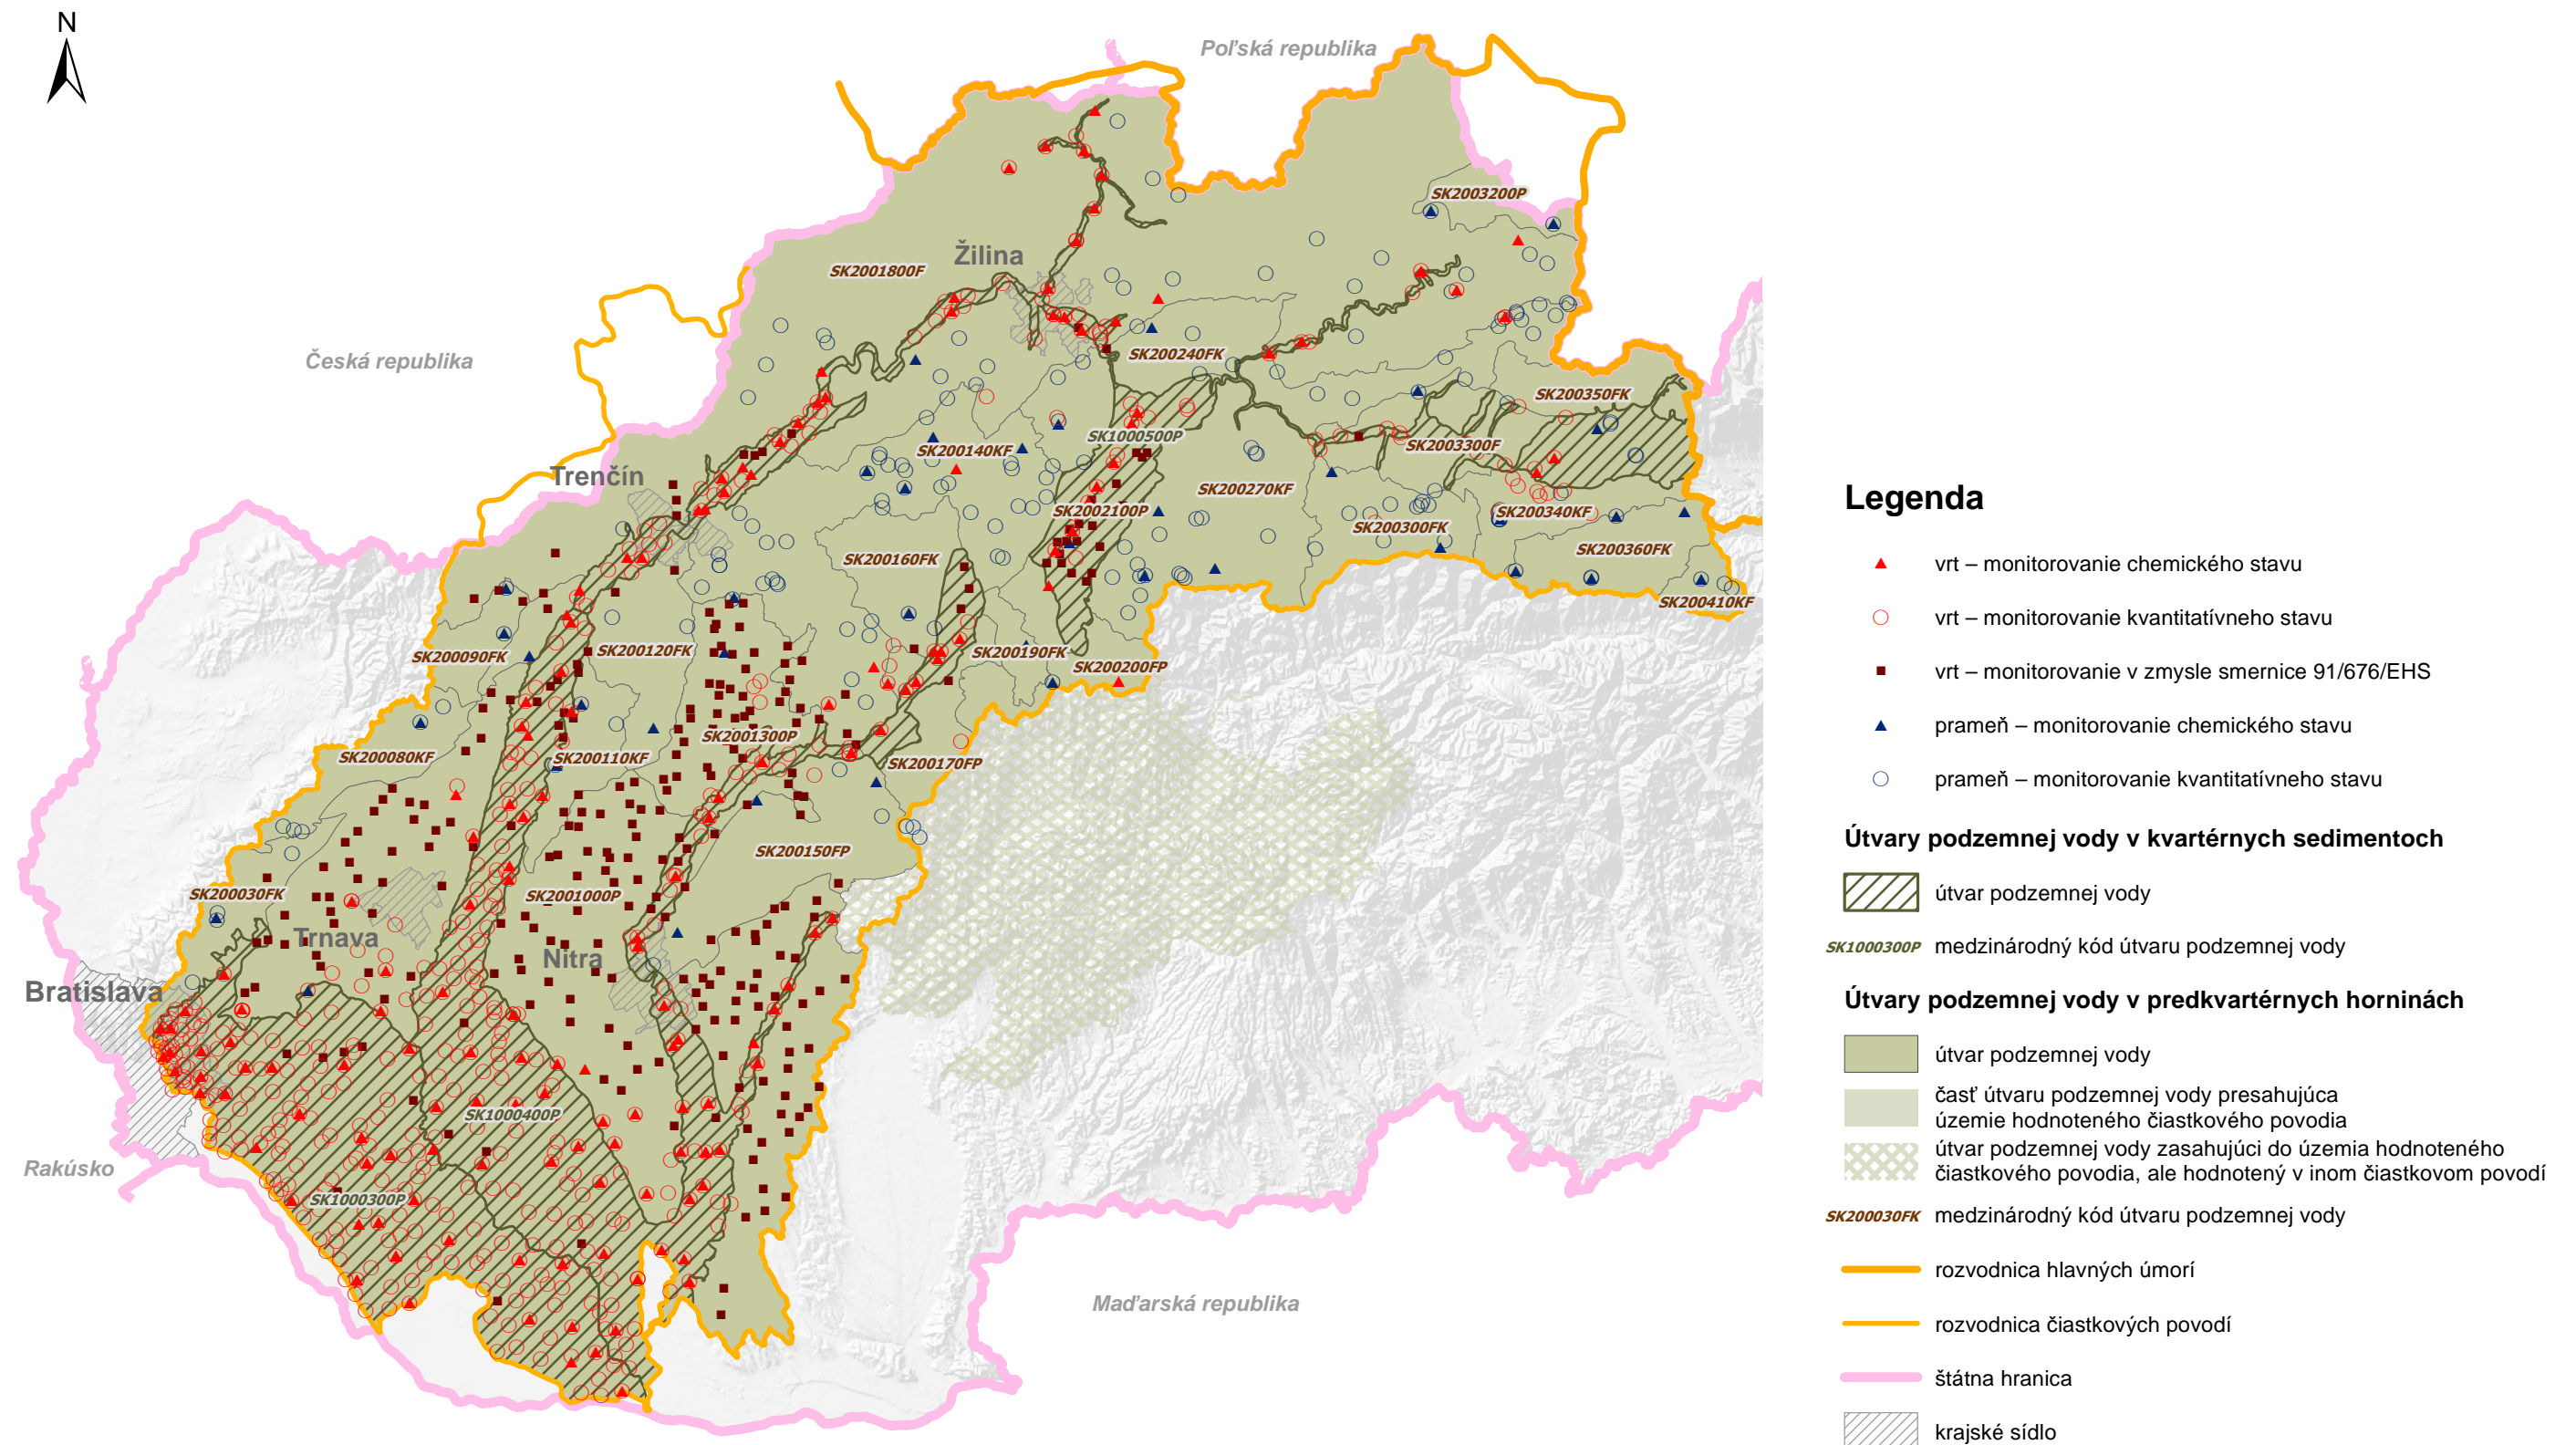 N
Poľská republika
SK2003200P
Žilina
SK2001800F
Česká republika
SK200240FK
SK200350FK
SK1000500P
SK2003300F
SK200140KF
Trenčín
SK200270KF
SK2002100P
SK200340KF
SK200300FK
SK200360FK
SK200160FK
SK200410KF
SK200120FK
SK200190FK
SK200090FK
SK200200FP
SK2001300P
SK200080KF
SK200110KF
SK200170FP
SK200150FP
SK200030FK
SK2001000P
Trnava
Nitra
Bratislava
SK1000400P
Rakúsko
SK1000300P
Maďarská republika
Legenda
vrt – monitorovanie chemického stavu
vrt – monitorovanie kvantitatívneho stavu
vrt – monitorovanie v zmysle smernice 91/676/EHS
prameň – monitorovanie chemického stavu
prameň – monitorovanie kvantitatívneho stavu
Útvary podzemnej vody v kvartérnych sedimentoch
útvar podzemnej vody
SK1000300P medzinárodný kód útvaru podzemnej vody
Útvary podzemnej vody v predkvartérnych horninách
útvar podzemnej vody
časť útvaru podzemnej vody presahujúca
územie hodnoteného čiastkového povodia
útvar podzemnej vody zasahujúci do územia hodnoteného
čiastkového povodia, ale hodnotený v inom čiastkovom povodí
SK200030FK medzinárodný kód útvaru podzemnej vody
rozvodnica hlavných úmorí
rozvodnica čiastkových povodí
štátna hranica
krajské sídlo